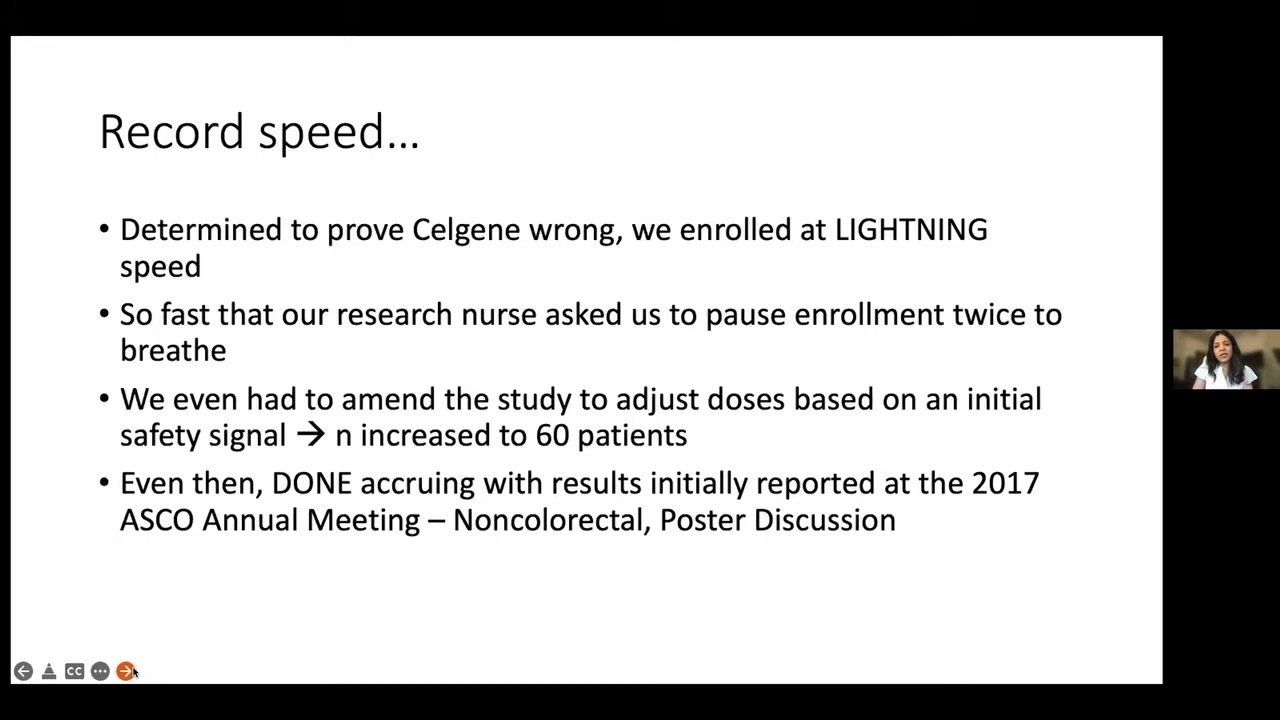 Record speed...
• Determined to prove Celgene wrong, we enrolled at LIGHTNING
speed
• So fast that our research nurse asked us to pause enrollment twice to
breathe
• We even had to amend the study to adjust doses based on an initial
safety signal → n increased to 60 patients
• Even then, DONE accruing with results initially reported at the 2017
ASCO Annual Meeting – Noncolorectal, Poster Discussion
CC